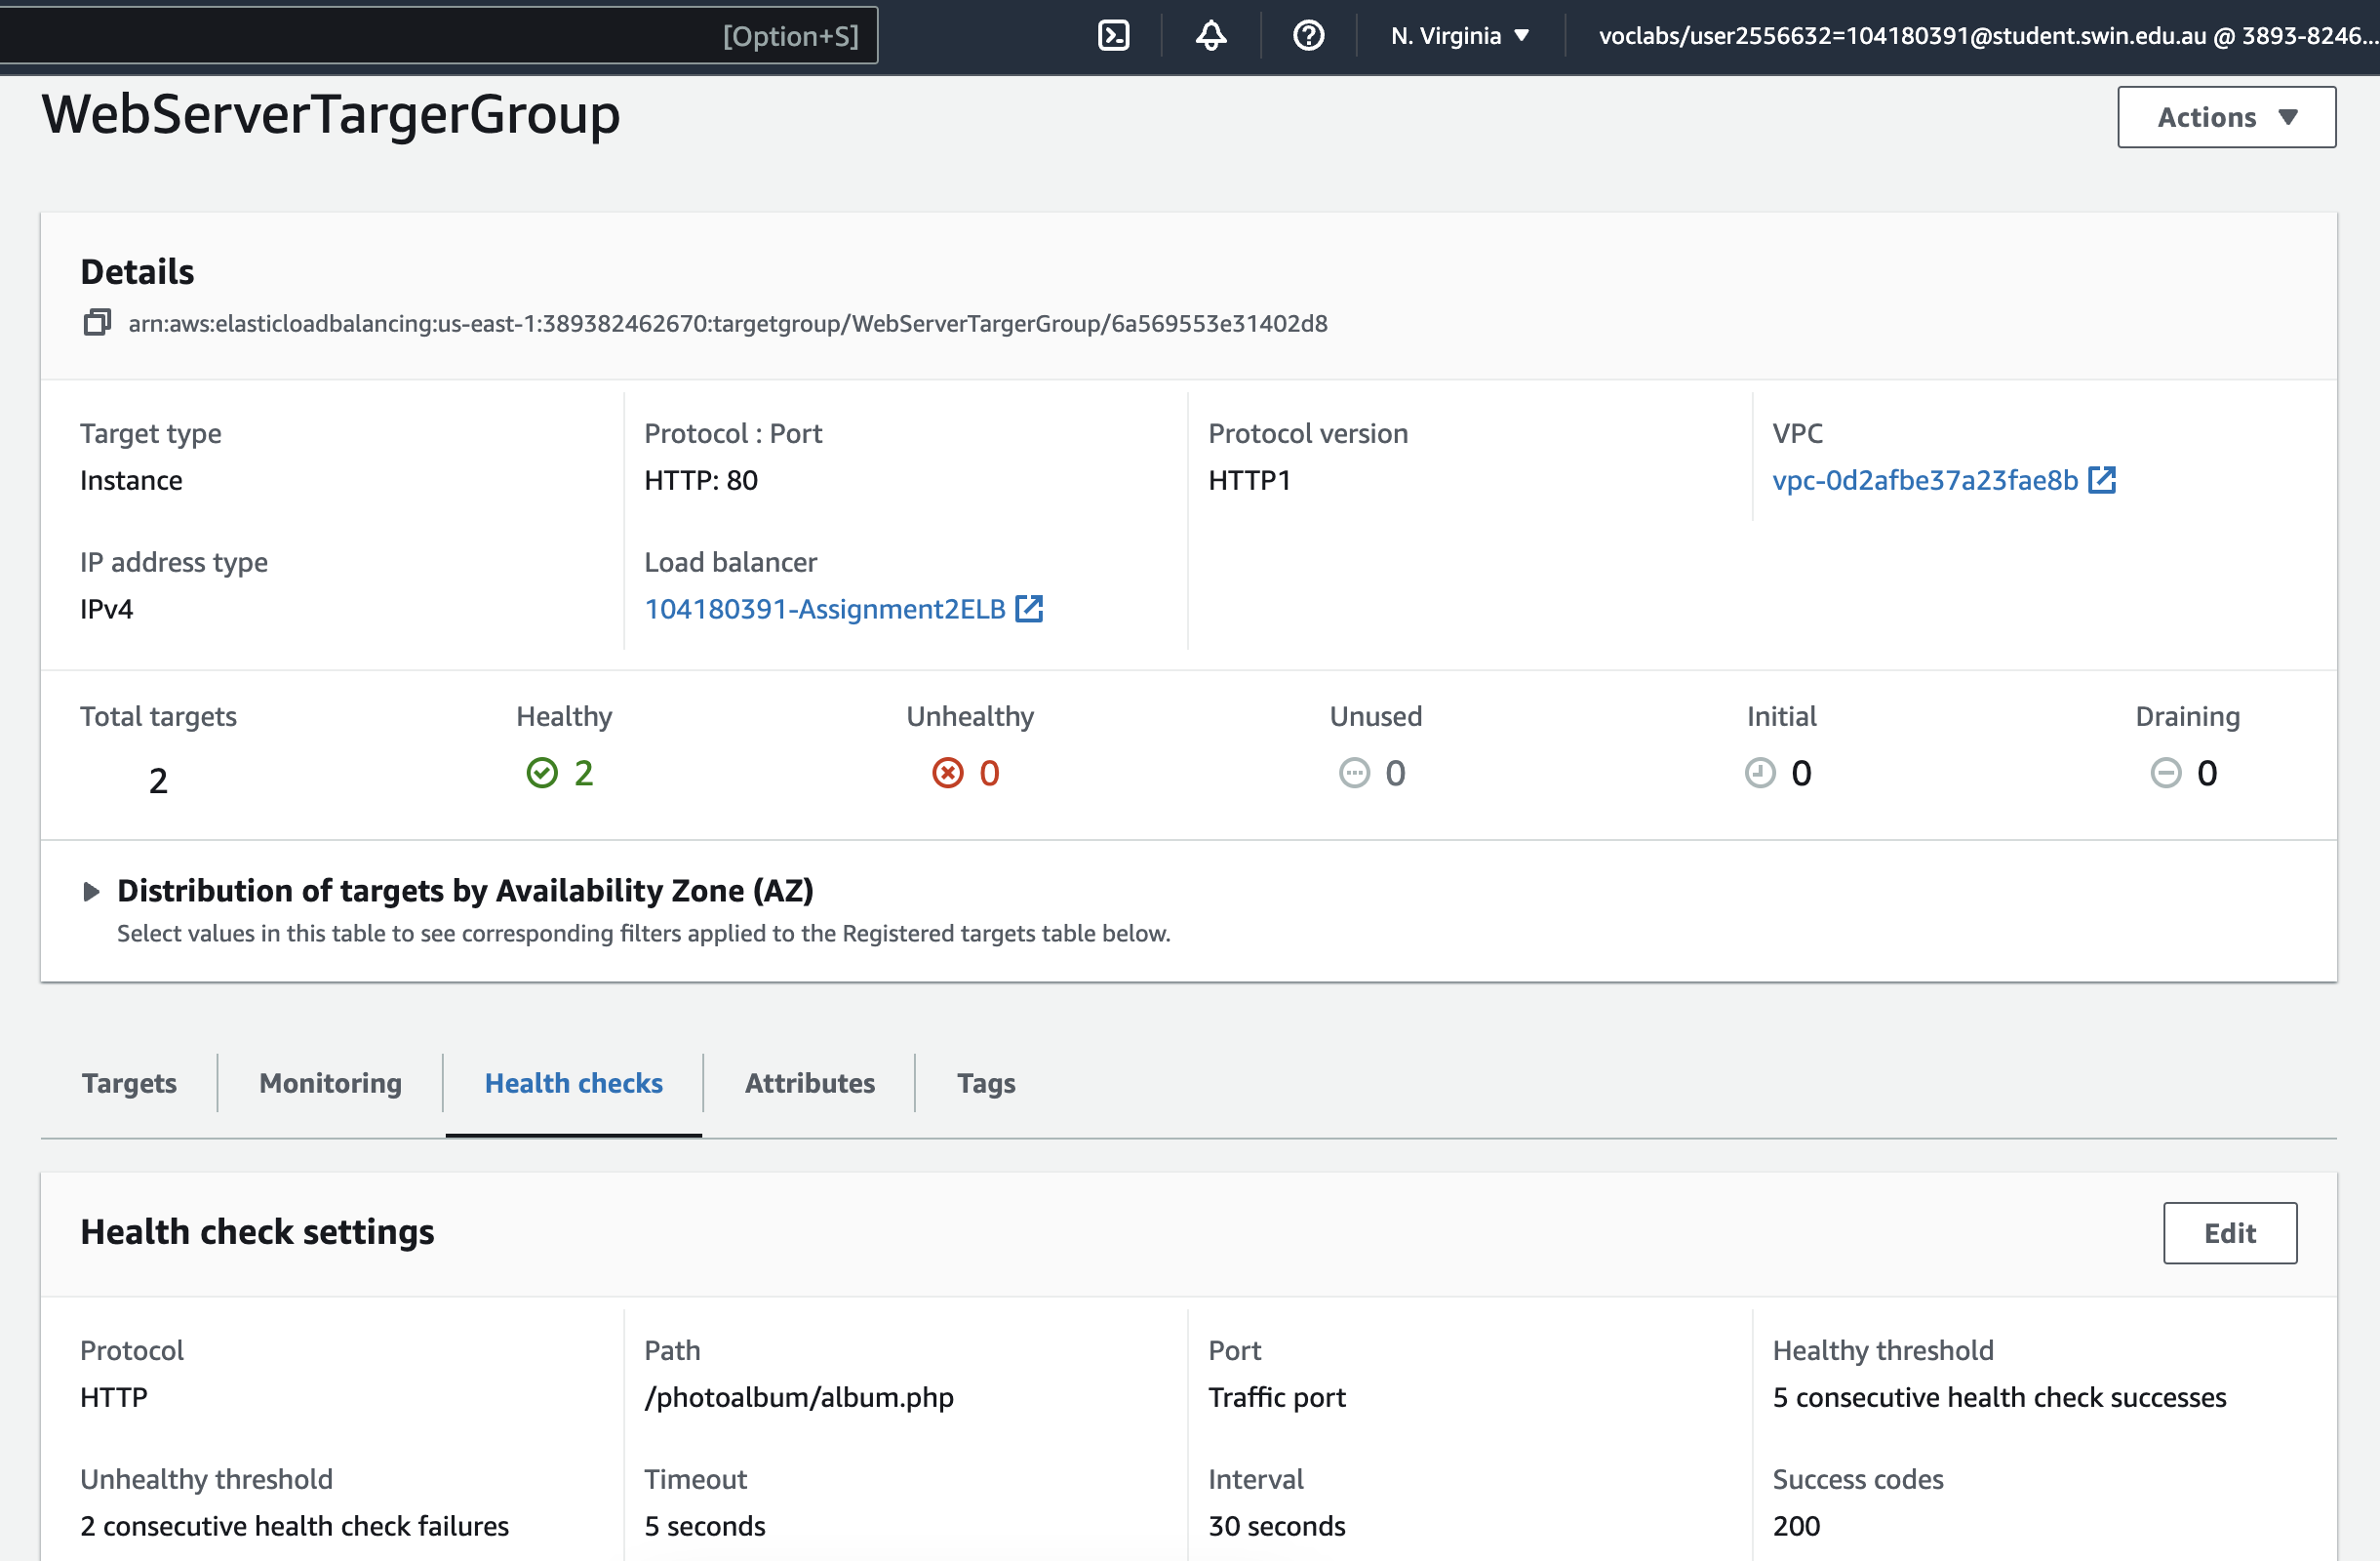 [Option+S]
N. Virginia
voclabs/user2556632=104180391@student.swin.edu.au @ 3893-8246...
WebServerTargerGroup
Actions
Details
arn:aws:elasticloadbalancing:us-east-1:389382462670:targetgroup/WebServerTargerGroup/6a569553e31402d8
Target type
Instance
Protocol : Port
HTTP: 80
Protocol version
HTTP1
VPC
vpc-0d2afbe37a23fae8b
IP address type
IPv4
Load balancer
104180391-Assignment2ELB
Total targets
2
Healthy
2
Unhealthy
0
Unused
0
Initial
0
Draining
0
Distribution of targets by Availability Zone (AZ)
Select values in this table to see corresponding filters applied to the Registered targets table below.
Targets
Monitoring
Health checks
Attributes
Tags
Health check settings
Edit
Protocol
HTTP
Path
/photoalbum/album.php
Port
Traffic port
Healthy threshold
5 consecutive health check successes
Unhealthy threshold
2 consecutive health check failures
Timeout
5 seconds
Interval
30 seconds
Success codes
200